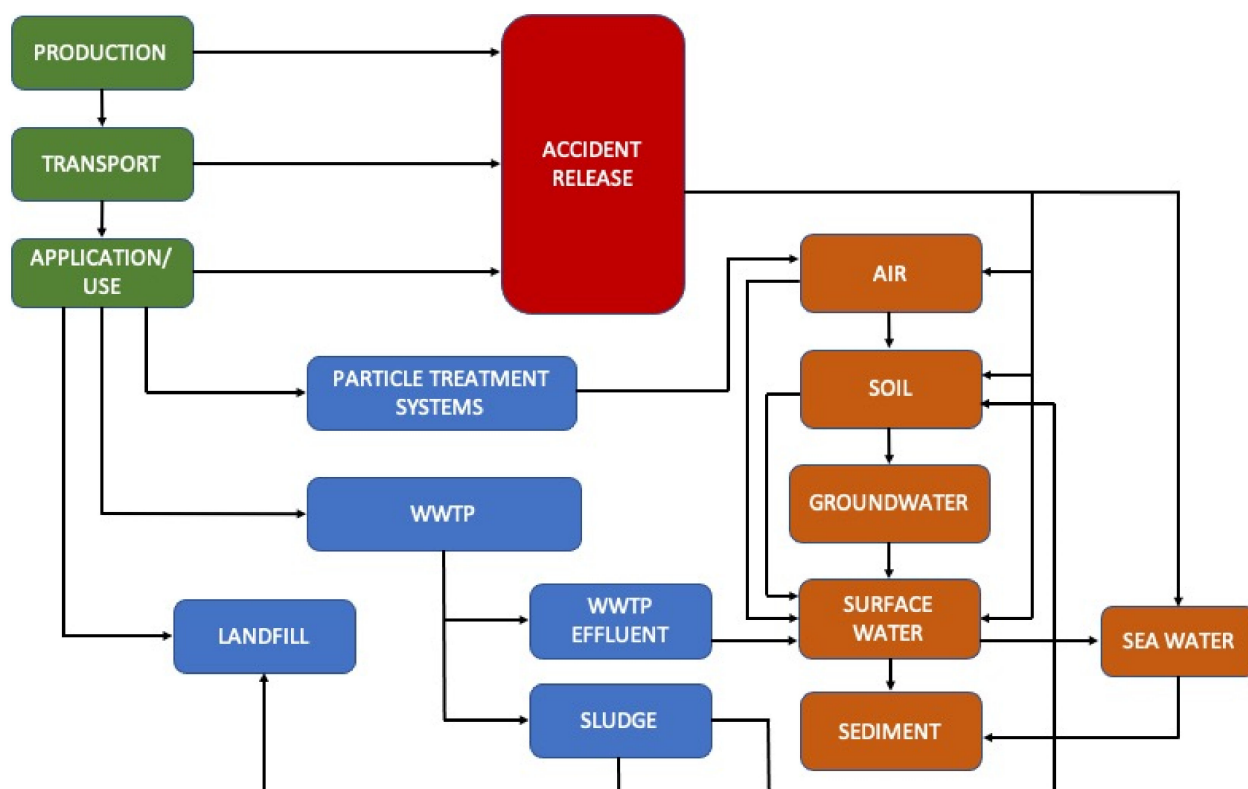 PRODUCTION
TRANSPORT
APPLICATION/
USE
ACCIDENT
RELEASE
AIR
PARTICLE TREATMENT
SYSTEMS
SOIL
WWTP
GROUNDWATER
WWTP
EFFLUENT
SURFACE
WATER
LANDFILL
SEA WATER
SLUDGE
SEDIMENT